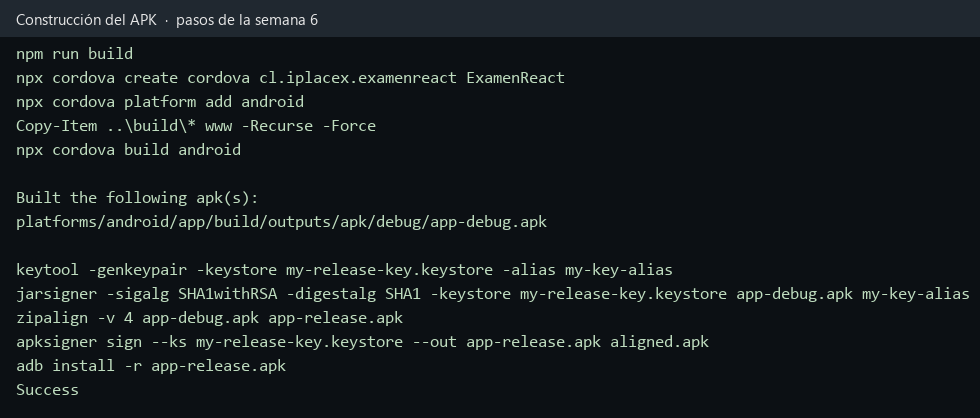 Construcción del APK · pasos de la semana 6
npm run build
npx cordova create cordova cl.iplacex.examenreact ExamenReact
npx cordova platform add android
Copy-Item ..\build\* www -Recurse -Force
npx cordova build android
Built the following apk(s):
platforms/android/app/build/outputs/apk/debug/app-debug.apk
keytool -genkeypair -keystore my-release-key.keystore -alias my-key-alias
jarsigner -sigalg SHA1withRSA -digestalg SHA1 -keystore my-release-key.keystore app-debug.apk my-key-alias
zipalign -v 4 app-debug.apk app-release.apk
apksigner sign --ks my-release-key.keystore --out app-release.apk aligned.apk
adb install -r app-release.apk
Success